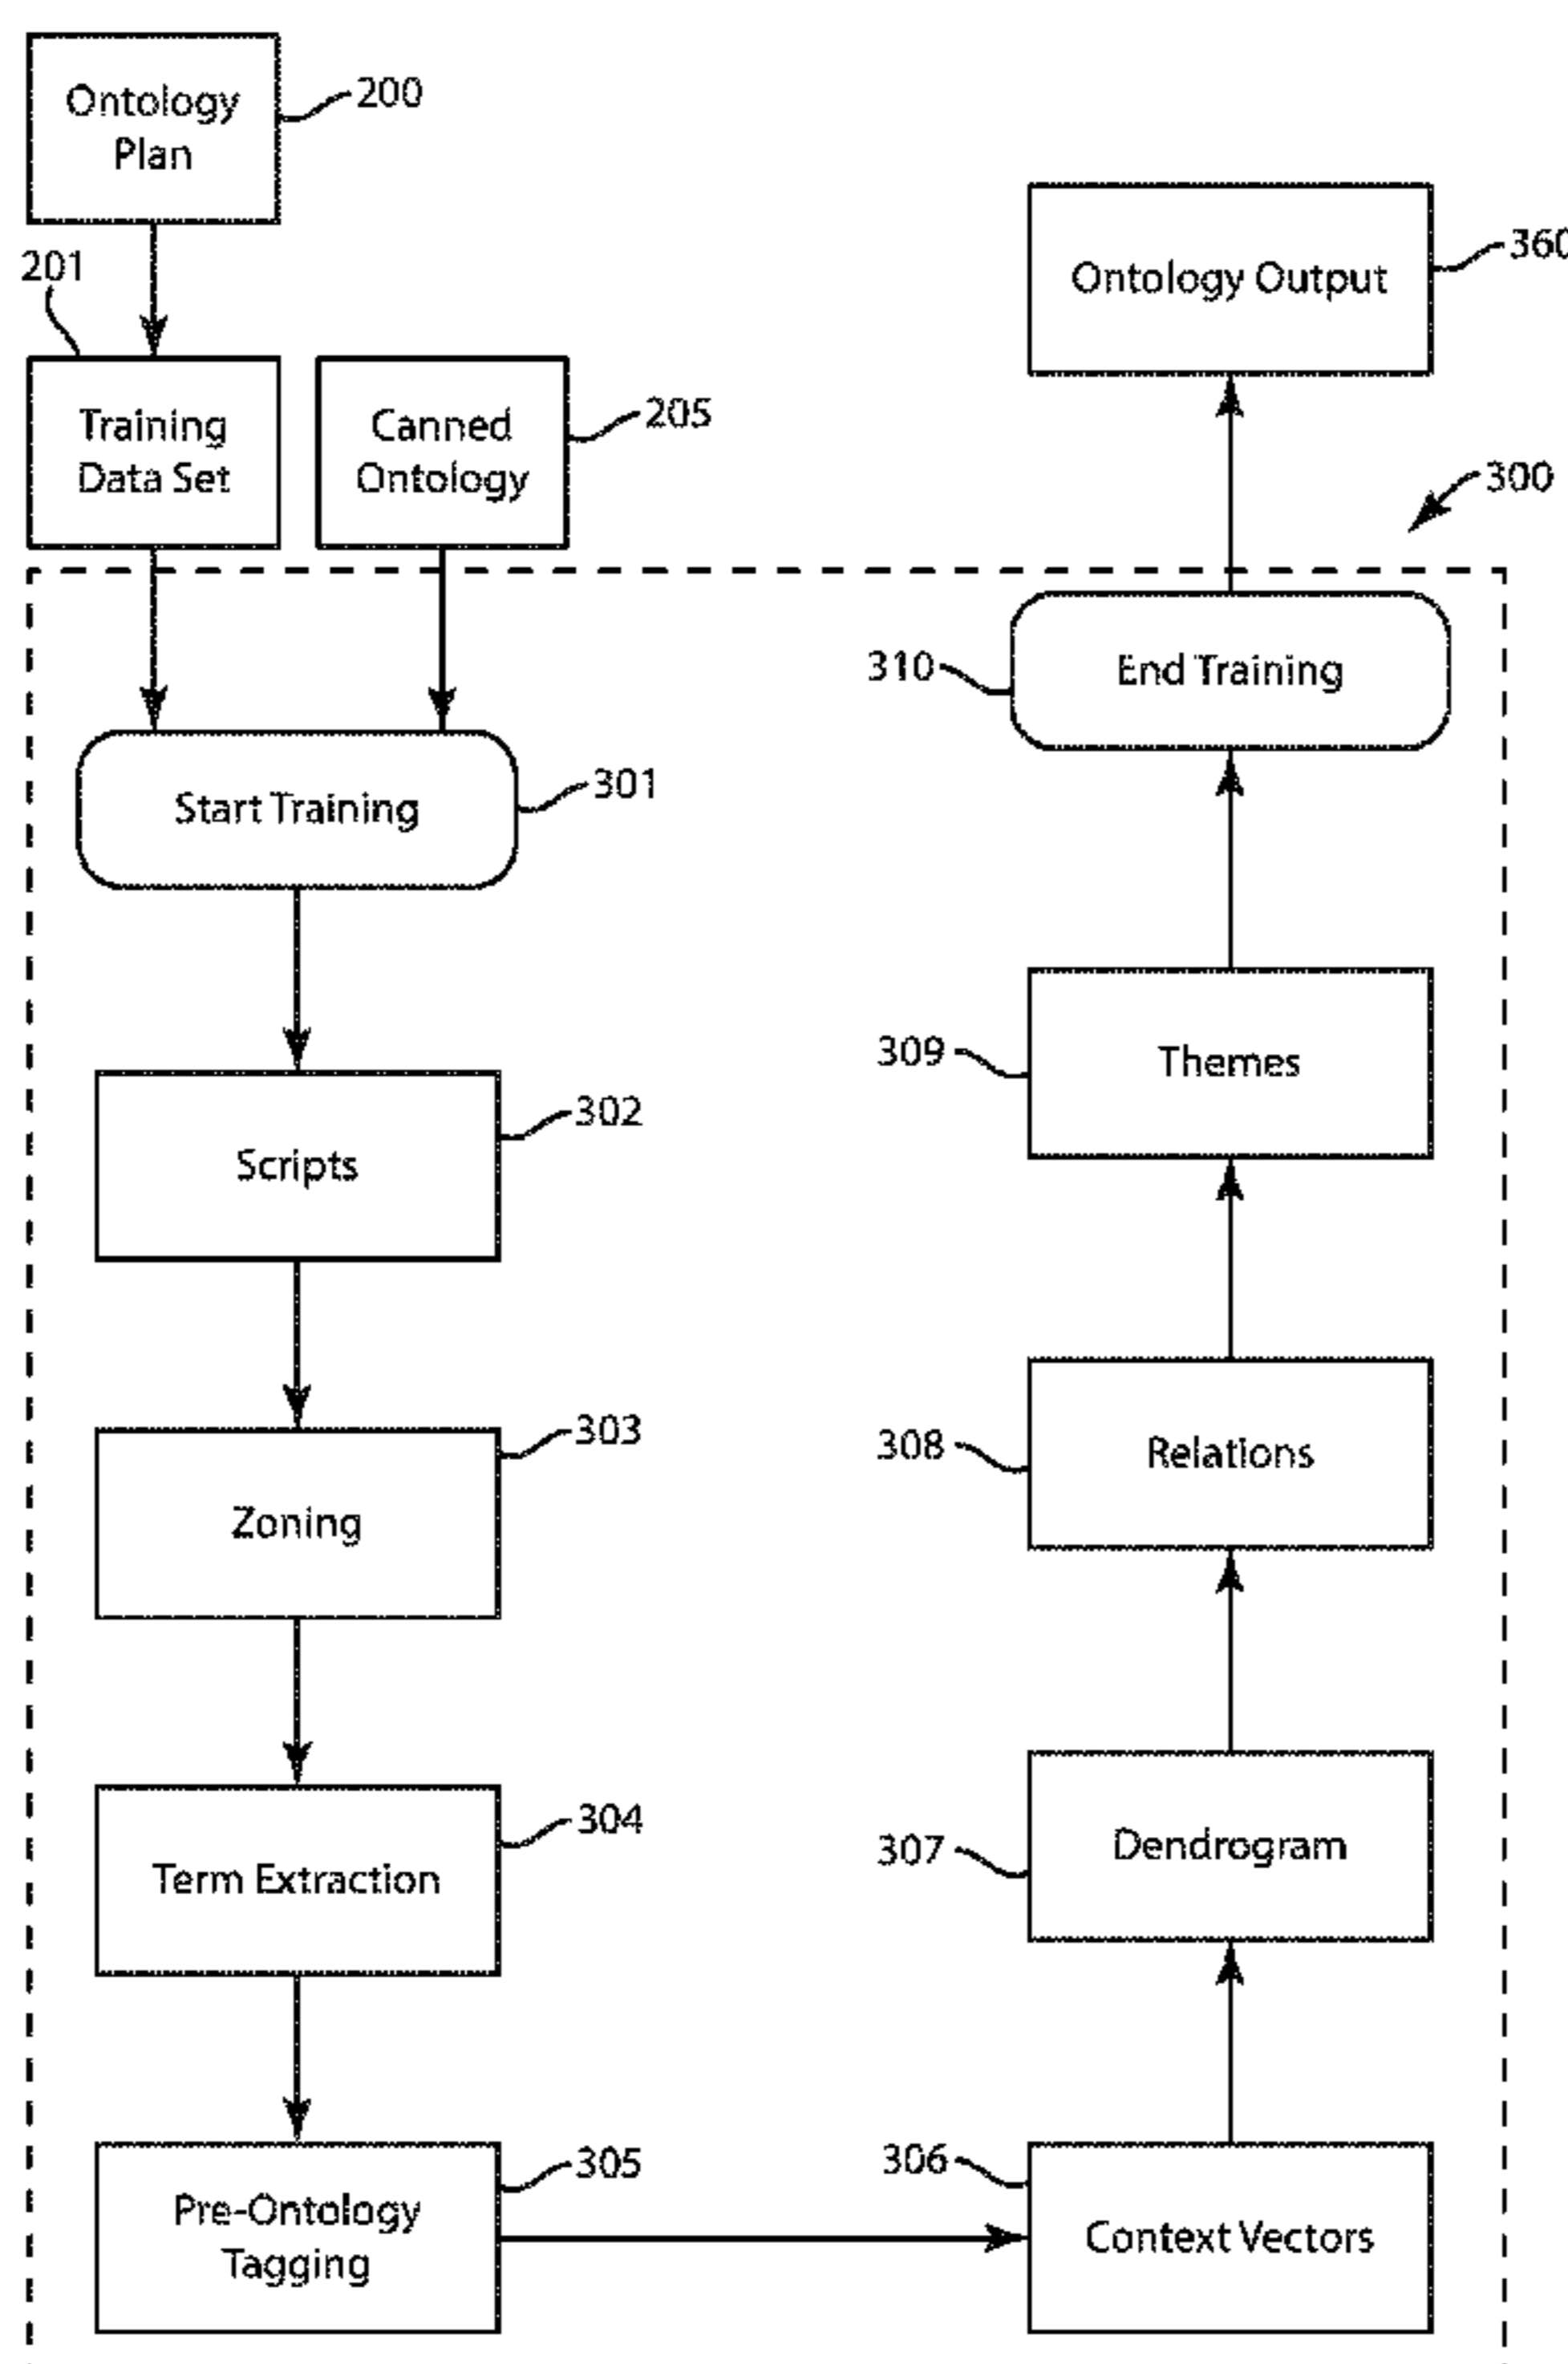 Ontology
Plan
200
201
Training
Data Set
Canned
Ontology
205
Start Training
301
Scripts
302
Zoning
303
Term Extraction
304
Pre-Ontology
Tagging
305
306
Context Vectors
307
Dendrogram
308
Relations
309
Themes
310
End Training
300
Ontology Output
360